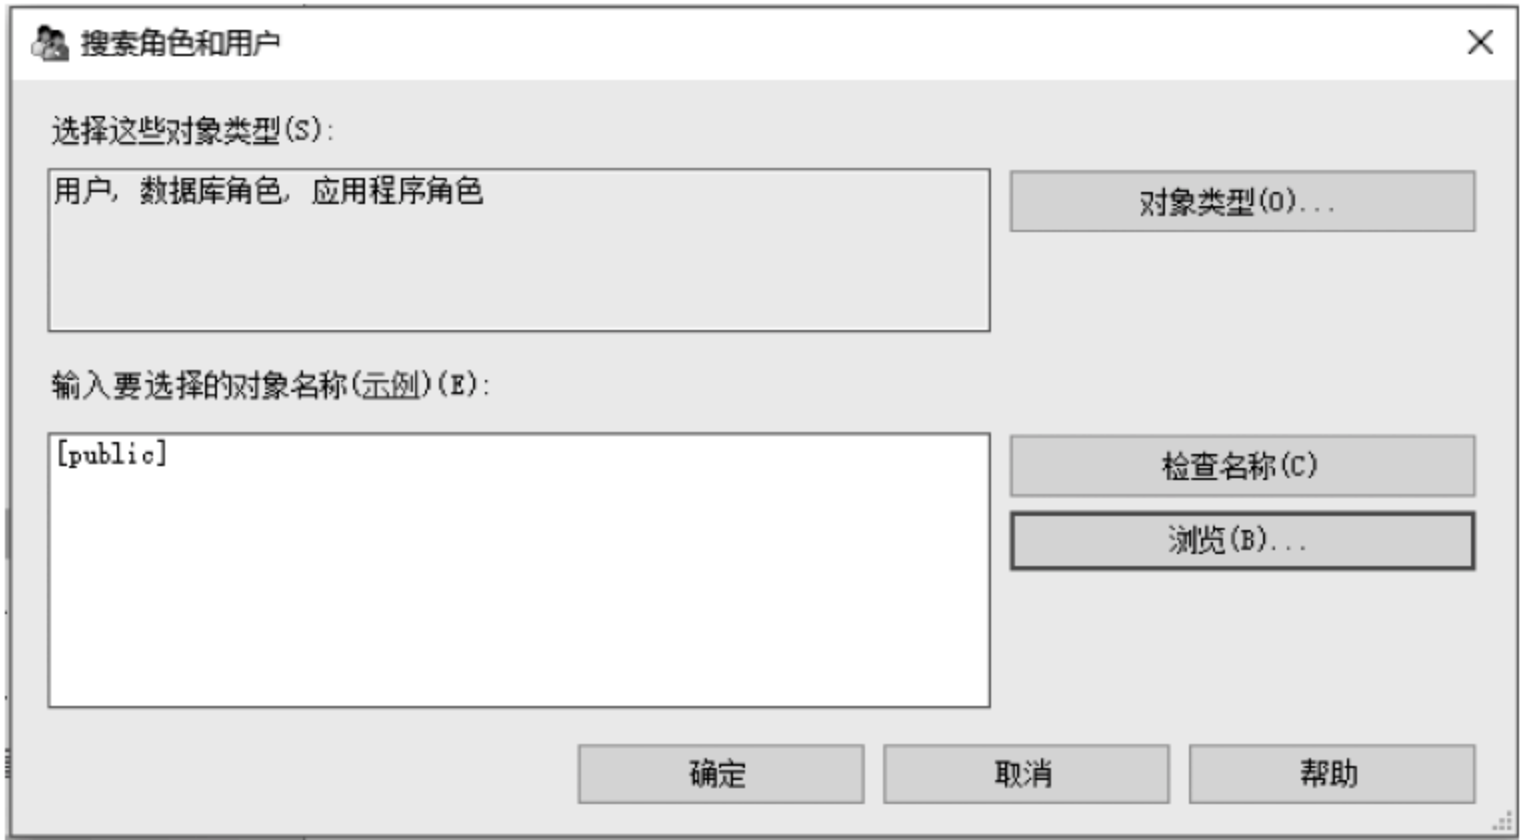 搜索角色和用户
选择这些对象类型(S):
用户, 数据库角色, 应用程序角色
对象类型(O)...
输入要选择的对象名称(示例)(E):
[public]
检查名称(C)
浏览(B)...
确定
取消
帮助